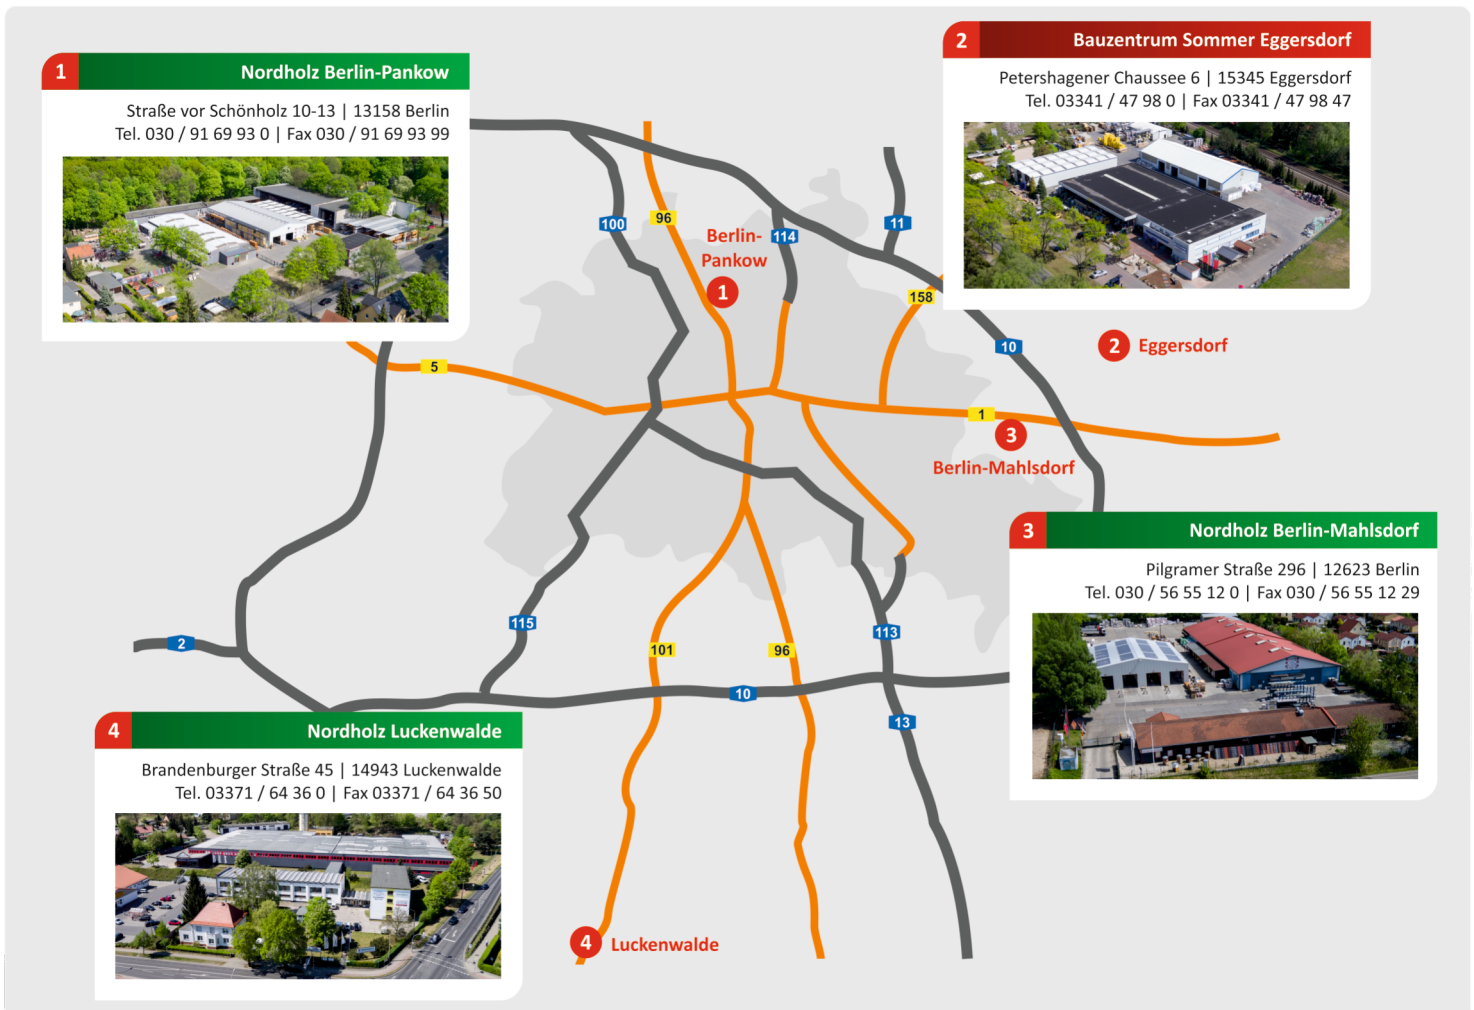 1 Nordholz Berlin-Pankow
Straße vor Schönholz 10-13 | 13158 Berlin
Tel. 030 / 91 69 93 0 | Fax 030 / 91 69 93 99
2 Bauzentrum Sommer Eggersdorf
Petershagener Chaussee 6 | 15345 Eggersdorf
Tel. 03341 / 47 98 0 | Fax 03341 / 47 98 47
100
96
Berlin-
Pankow
1
114
11
158
10
2 Eggersdorf
5
1
3
Berlin-Mahlsdorf
3 Nordholz Berlin-Mahlsdorf
Pilgramer Straße 296 | 12623 Berlin
Tel. 030 / 56 55 12 0 | Fax 030 / 56 55 12 29
2
115
101
96
113
10
13
4 Nordholz Luckenwalde
Brandenburger Straße 45 | 14943 Luckenwalde
Tel. 03371 / 64 36 0 | Fax 03371 / 64 36 50
4 Luckenwalde